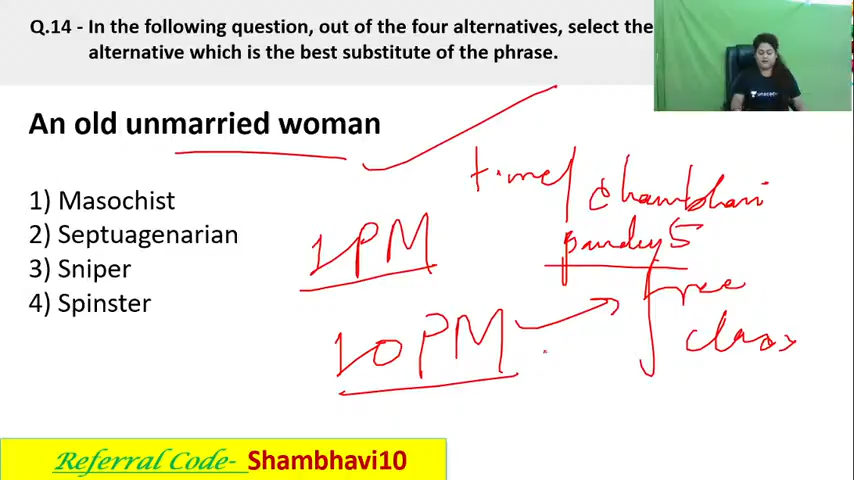 Q.14 - In the following question, out of the four alternatives, select the
alternative which is the best substitute of the phrase.
An old unmarried woman
time/
shambhari
pandey5
1) Masochist
2) Septuagenarian
3) Sniper
4) Spinster
1PM
10PM
free
class
Referral Code- Shambhavi10